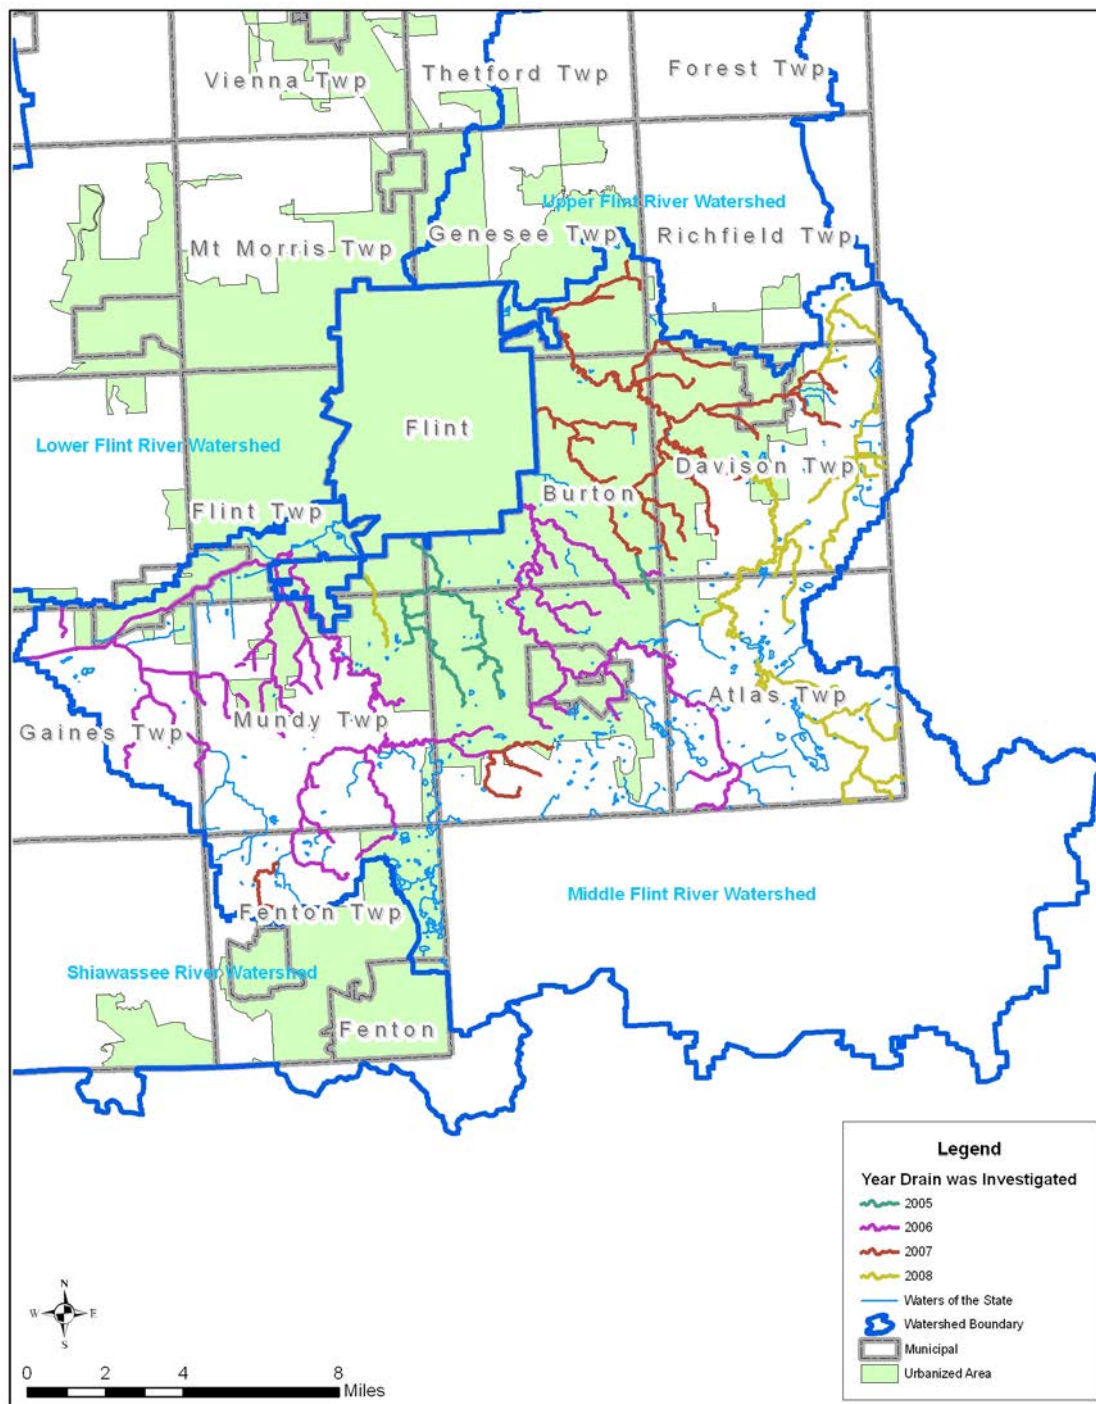 Vienna Twp
Thetford Twp
Forest Twp
Upper Flint River Watershed
Mt Morris Twp
Genesee Twp
Richfield Twp
Flint
Lower Flint River Watershed
Davison Twp
Burton
Flint Twp
Atlas Twp
Gaines Twp
Mundy Twp
Middle Flint River Watershed
Fenton Twp
Shiawassee River Watershed
Fenton
Legend
Year Drain was Investigated
2005
2006
2007
2008
Waters of the State
Watershed Boundary
Municipal
Urbanized Area
N
W E
S
0 2 4 8
Miles